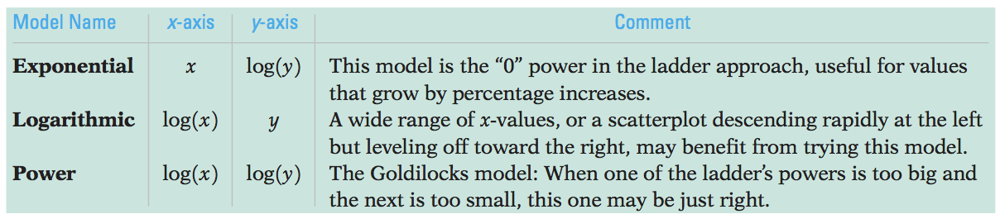 Model Name x-axis y-axis Comment
Exponential x log(y) This model is the “0” power in the ladder approach, useful for values
that grow by percentage increases.
Logarithmic log(x) y A wide range of x-values, or a scatterplot descending rapidly at the left
but leveling off toward the right, may benefit from trying this model.
Power log(x) log(y) The Goldilocks model: When one of the ladder’s powers is too big and
the next is too small, this one may be just right.